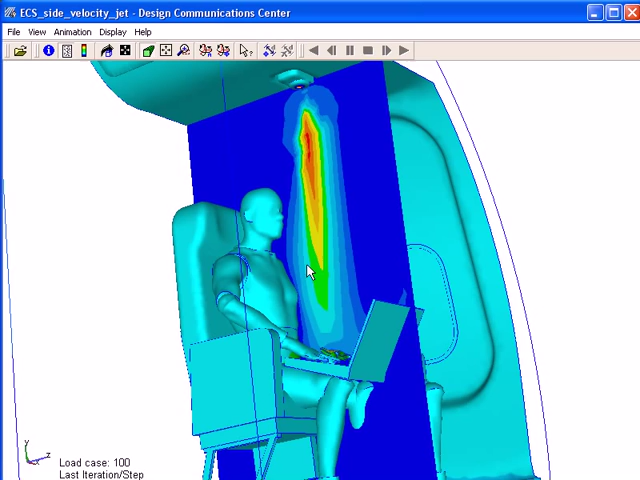 ECS_side_velocity_jet - Design Communications Center
File View Animation Display Help
y
z
x
Load case: 100
Last Iteration/Step